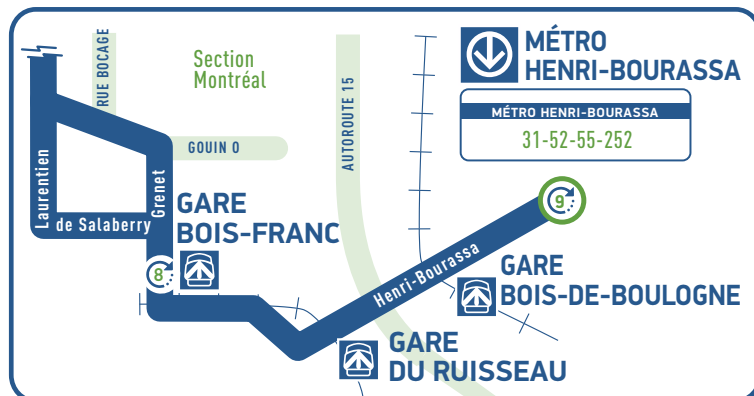 RUE BOCAGE
Section
Montréal
AUTOROUTE 15
MÉTRO
HENRI-BOURASSA
MÉTRO HENRI-BOURASSA
31-52-55-252
GOUIN O
Laurentien
de Salaberry
Grenet
GARE
BOIS-FRANC
8
9
Henri-Bourassa
GARE
BOIS-DE-BOULOGNE
GARE
DU RUISSEAU